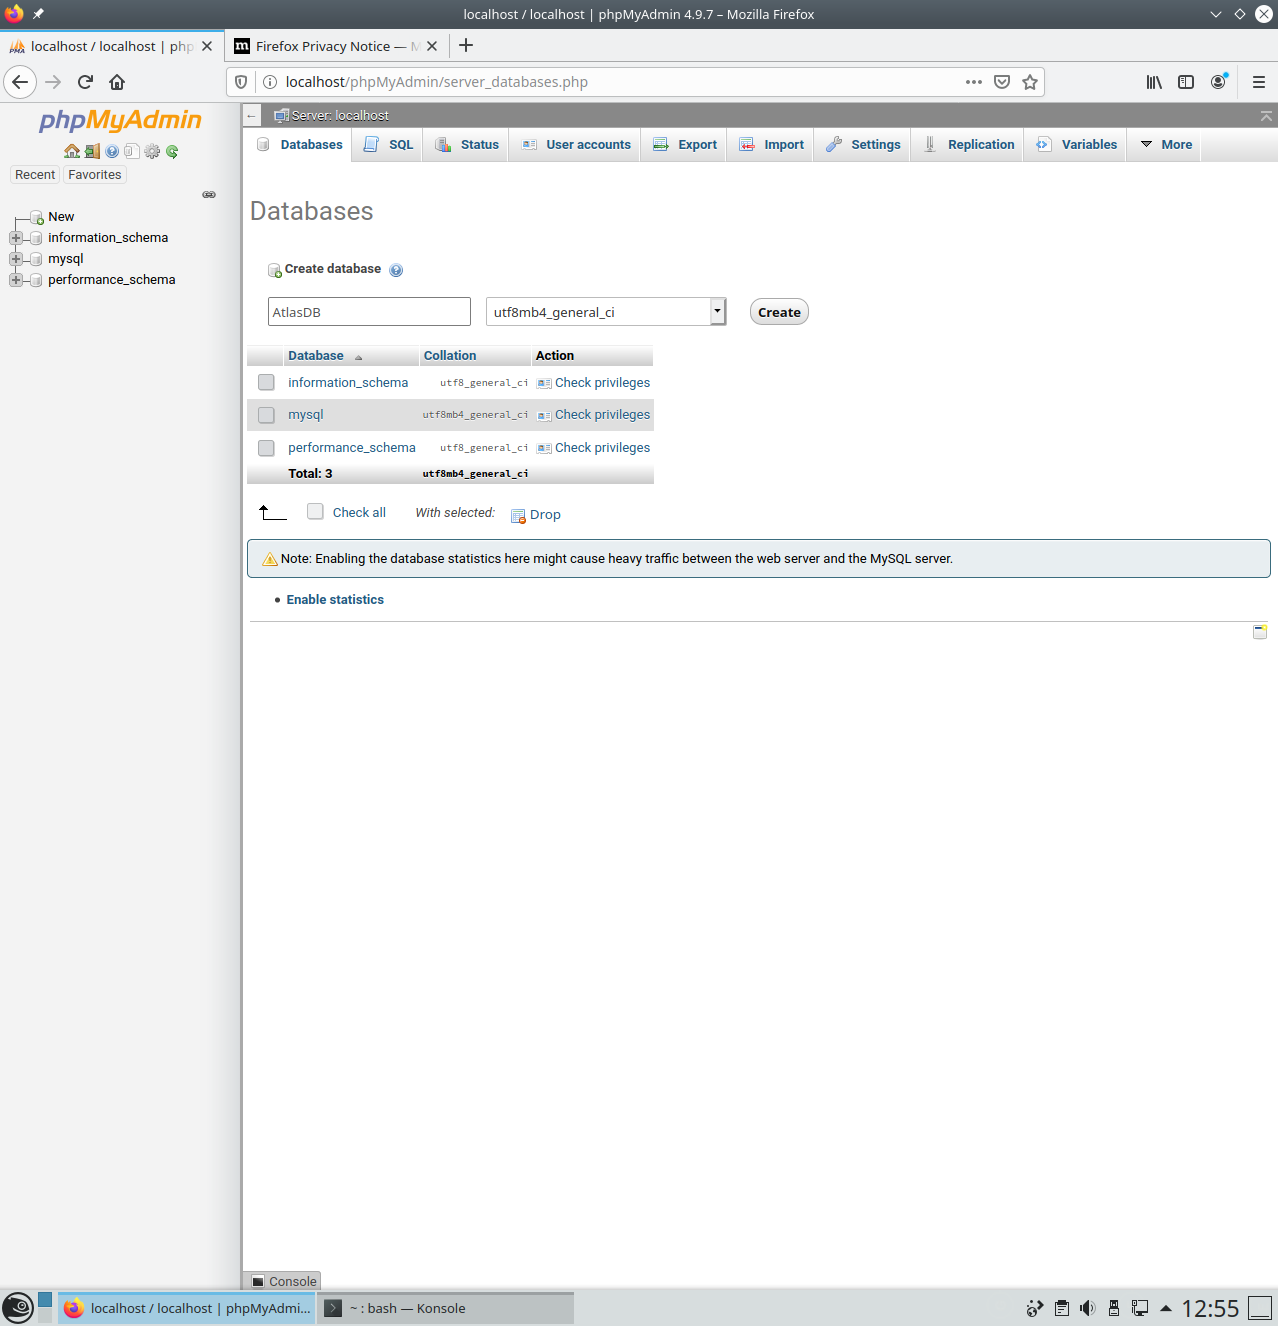 localhost / localhost | phpMyAdmin 4.9.7 – Mozilla Firefox
localhost / localhost | php
Firefox Privacy Notice — M
localhost/phpMyAdmin/server_databases.php
phpMyAdmin
Recent
Favorites
New
information_schema
mysql
performance_schema
Server: localhost
Databases
SQL
Status
User accounts
Export
Import
Settings
Replication
Variables
More
Databases
Create database
AtlasDB
utf8mb4_general_ci
Create
Database
Collation
Action
information_schema
utf8_general_ci
Check privileges
mysql
utf8mb4_general_ci
Check privileges
performance_schema
utf8_general_ci
Check privileges
Total: 3
utf8mb4_general_ci
Check all
With selected:
Drop
Note: Enabling the database statistics here might cause heavy traffic between the web server and the MySQL server.
Enable statistics
Console
localhost / localhost | phpMyAdmi...
~ : bash — Konsole
12:55